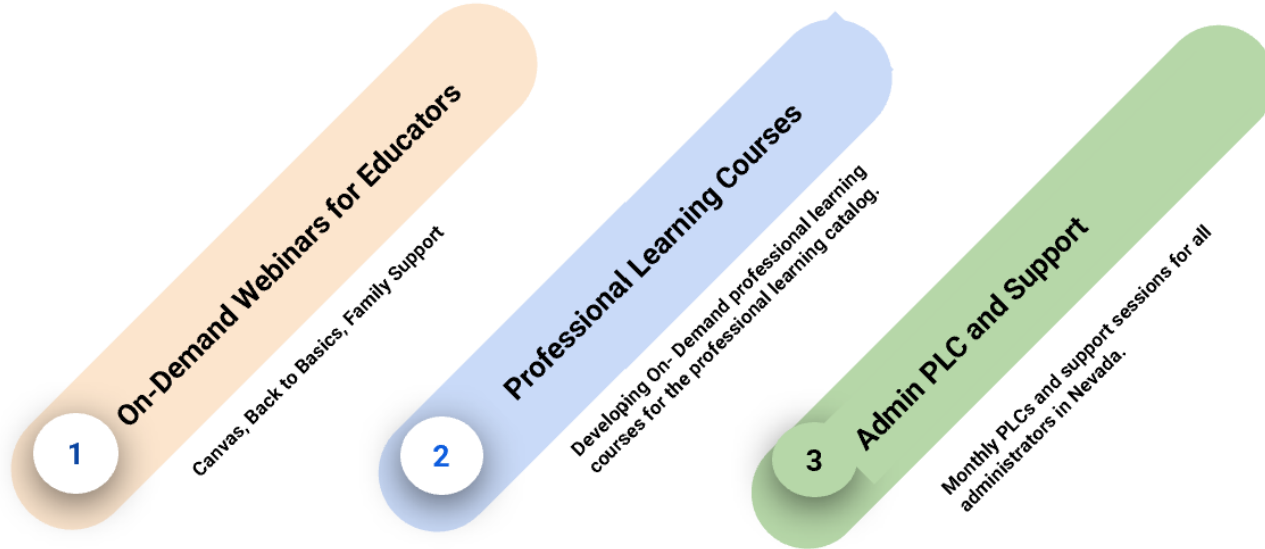 1
On-Demand Webinars for Educators
Canvas, Back to Basics, Family Support
2
Professional Learning Courses
Developing On- Demand professional learning
courses for the professional learning catalog.
3
Admin PLC and Support
Monthly PLCs and support sessions for all
administrators in Nevada.